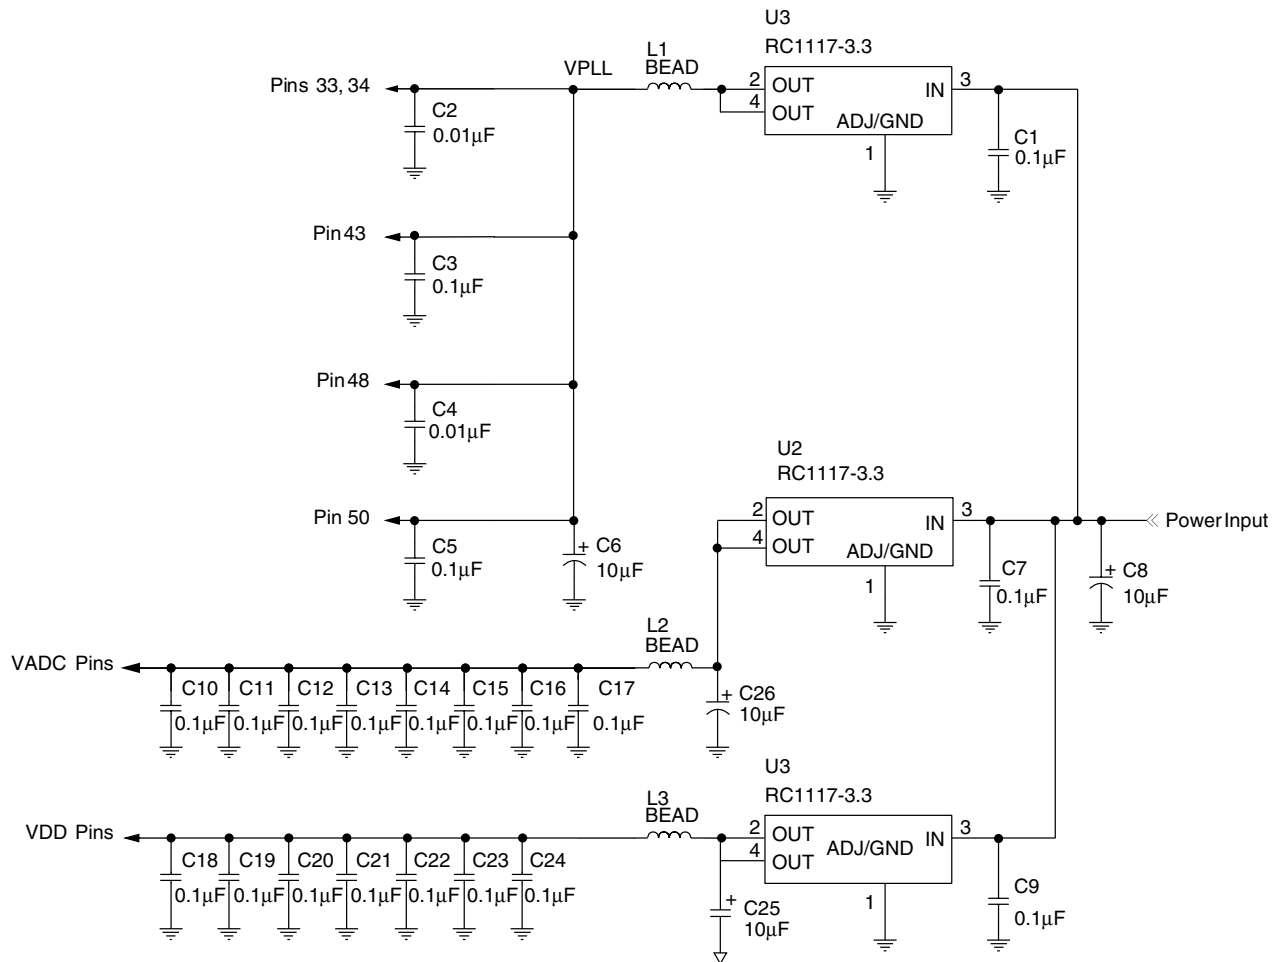 U3
RC1117-3.3
L1
BEAD
VPLL
Pins 33, 34
2 OUT IN 3
4 OUT
ADJ/GND
1
C2
0.01µF
C1
0.1µF
Pin 43
C3
0.1µF
Pin 48
C4
0.01µF
U2
RC1117-3.3
Pin 50
2 OUT IN 3
4 OUT
ADJ/GND
1
Power Input
C5
0.1µF
+ C6
10µF
C7
0.1µF
+ C8
10µF
L2
BEAD
VADC Pins
C10 C11 C12 C13 C14 C15 C16 C17
0.1µF 0.1µF 0.1µF 0.1µF 0.1µF 0.1µF 0.1µF 0.1µF
+ C26
10µF
U3
RC1117-3.3
L3
BEAD
VDD Pins
2 OUT IN 3
4 OUT
ADJ/GND
1
C18 C19 C20 C21 C22 C23 C24
0.1µF 0.1µF 0.1µF 0.1µF 0.1µF 0.1µF 0.1µF
+ C25
10µF
C9
0.1µF